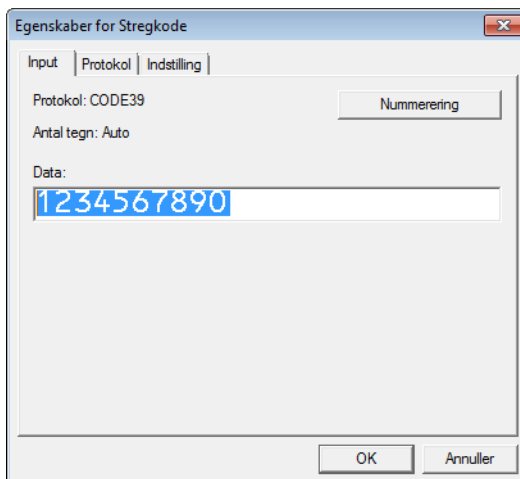 Egenskaber for Stregkode
Input Protokol Indstilling
Protokol: CODE39 Nummerering
Antal tegn: Auto
Data:
1234567890
OK Annuller